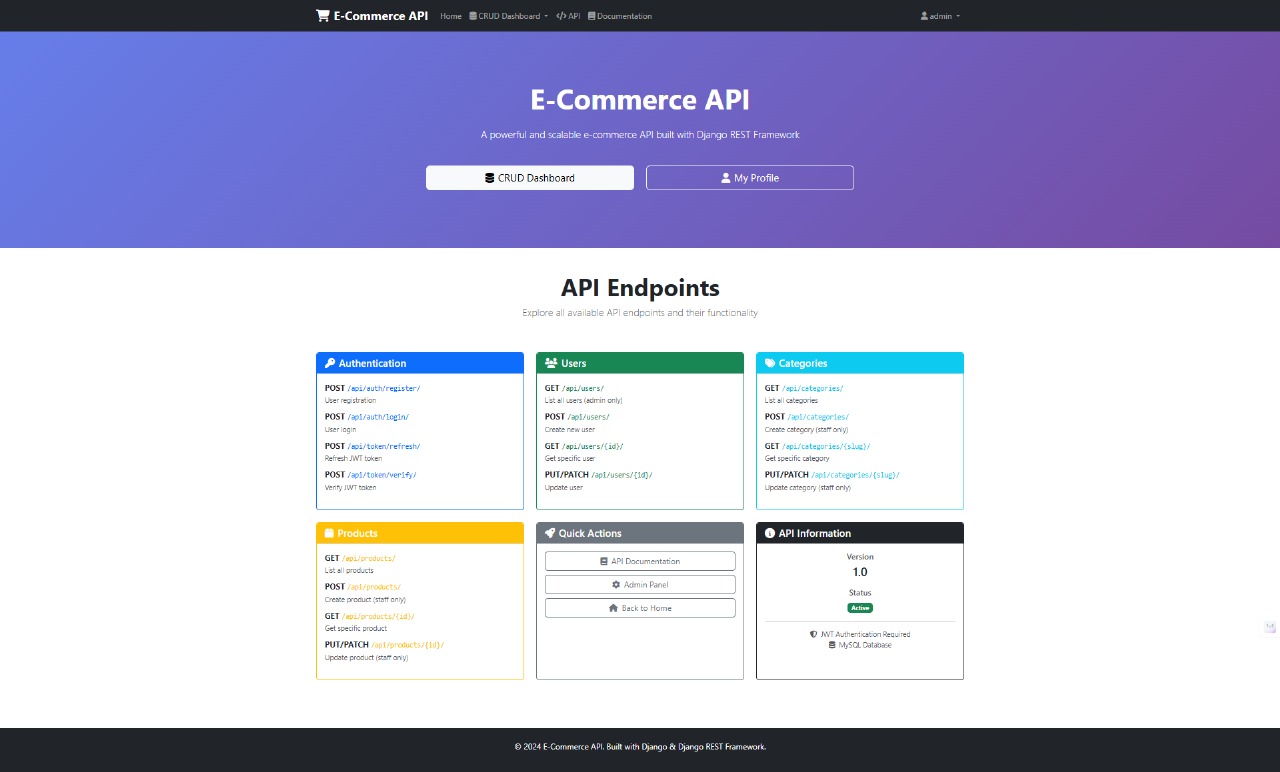 E-Commerce API Home CRUD Dashboard API Documentation admin
E-Commerce API
A powerful and scalable e-commerce API built with Django REST Framework
CRUD Dashboard My Profile
API Endpoints
Explore all available API endpoints and their functionality
Authentication
POST /api/auth/register/
User registration
POST /api/auth/login/
User login
POST /api/token/refresh/
Refresh JWT token
POST /api/token/verify/
Verify JWT token
Users
GET /api/users/
List all users (admin only)
POST /api/users/
Create new user
GET /api/users/{id}/
Get specific user
PUT/PATCH /api/users/{id}/
Update user
Categories
GET /api/categories/
List all categories
POST /api/categories/
Create category (staff only)
GET /api/categories/{slug}/
Get specific category
PUT/PATCH /api/categories/{slug}/
Update category (staff only)
Products
GET /api/products/
List all products
POST /api/products/
Create product (staff only)
GET /api/products/{id}/
Get specific product
PUT/PATCH /api/products/{id}/
Update product (staff only)
Quick Actions
API Documentation
Admin Panel
Back to Home
API Information
Version
1.0
Status
Active
JWT Authentication Required
MySQL Database
© 2024 E-Commerce API. Built with Django & Django REST Framework.